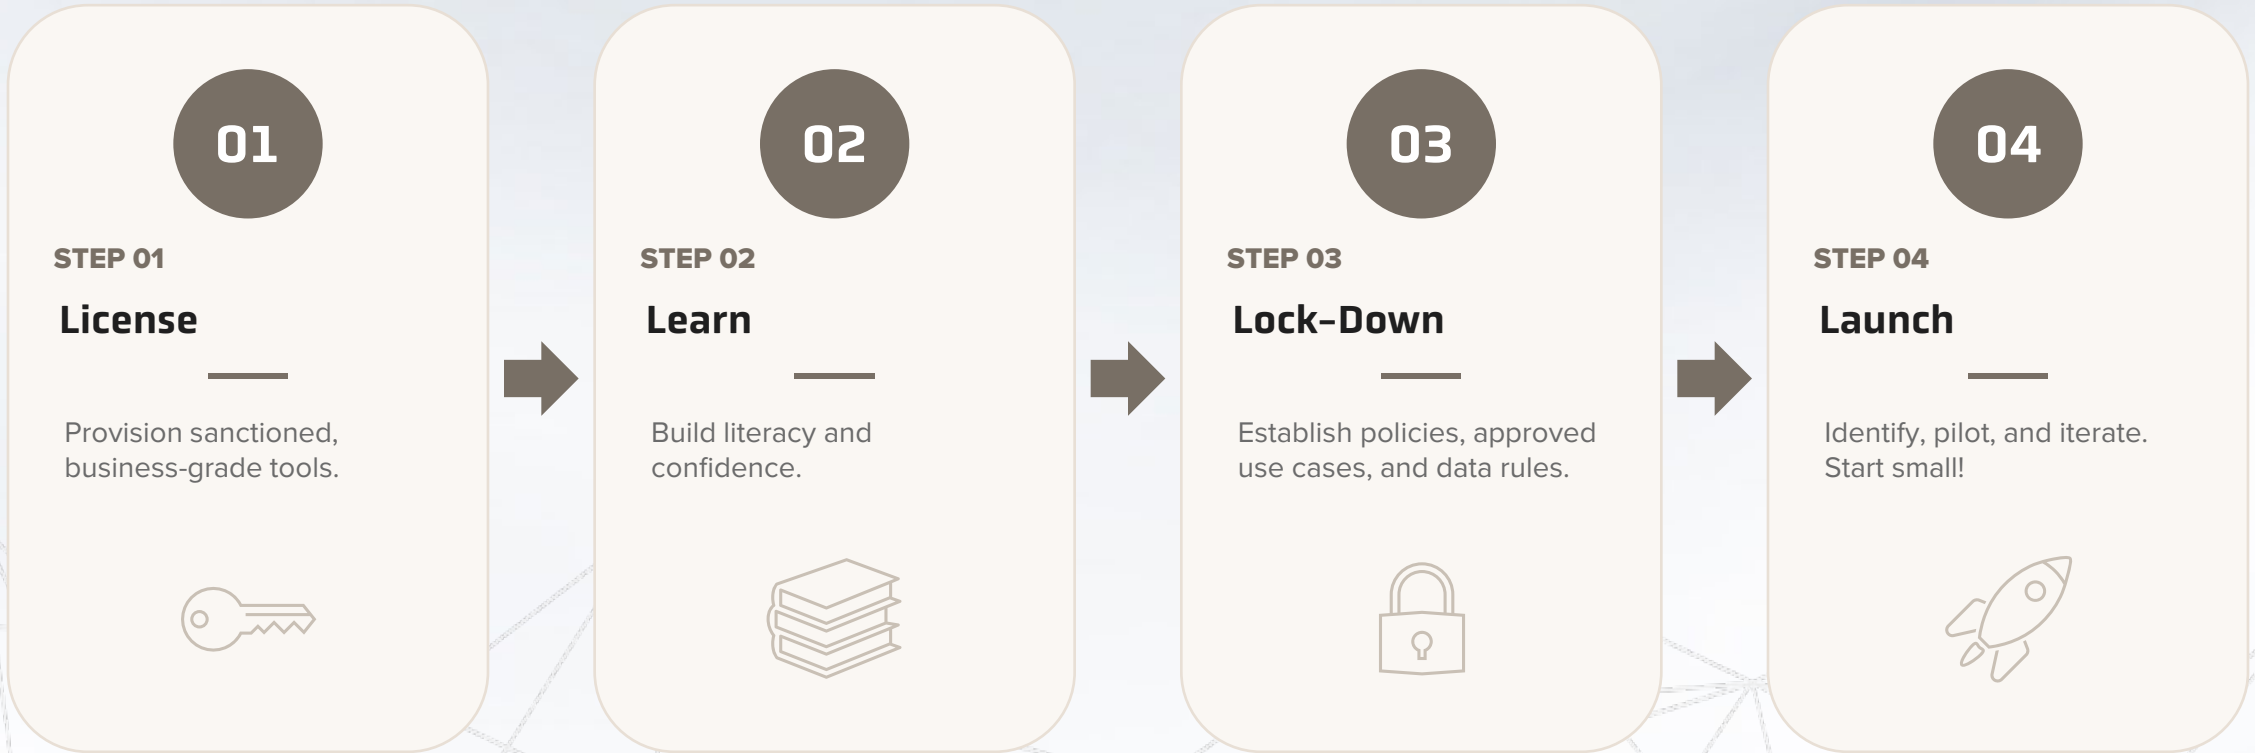 01
STEP 01
License
Provision sanctioned,
business-grade tools.
02
STEP 02
Learn
Build literacy and
confidence.
03
STEP 03
Lock-Down
Establish policies, approved
use cases, and data rules.
04
STEP 04
Launch
Identify, pilot, and iterate.
Start small!